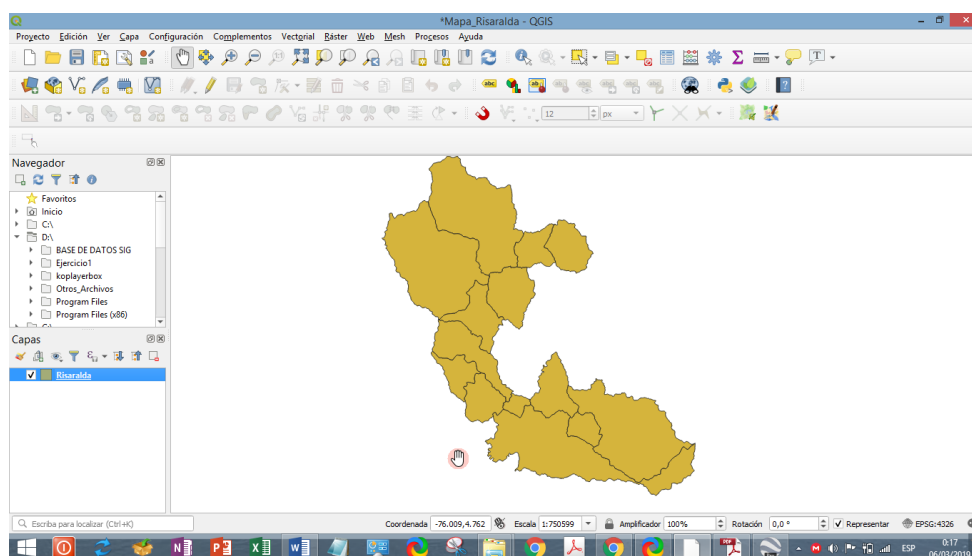 *Mapa_Risaralda - QGIS
Proyecto Edición Ver Capa Configuración Complementos Vectorial Ráster Web Mesh Procesos Ayuda
abc
12 px
Navegador
Favoritos
Inicio
C:\
D:\
BASE DE DATOS SIG
Ejercicio1
koplayerbox
Otros_Archivos
Program Files
Program Files (x86)
Capas
Risaralda
Escriba para localizar (Ctrl+K) Coordenada -76.009,4.762 Escala 1:750599 Amplificador 100% Rotación 0,0 ° Representar EPSG:4326
ESP 0:17